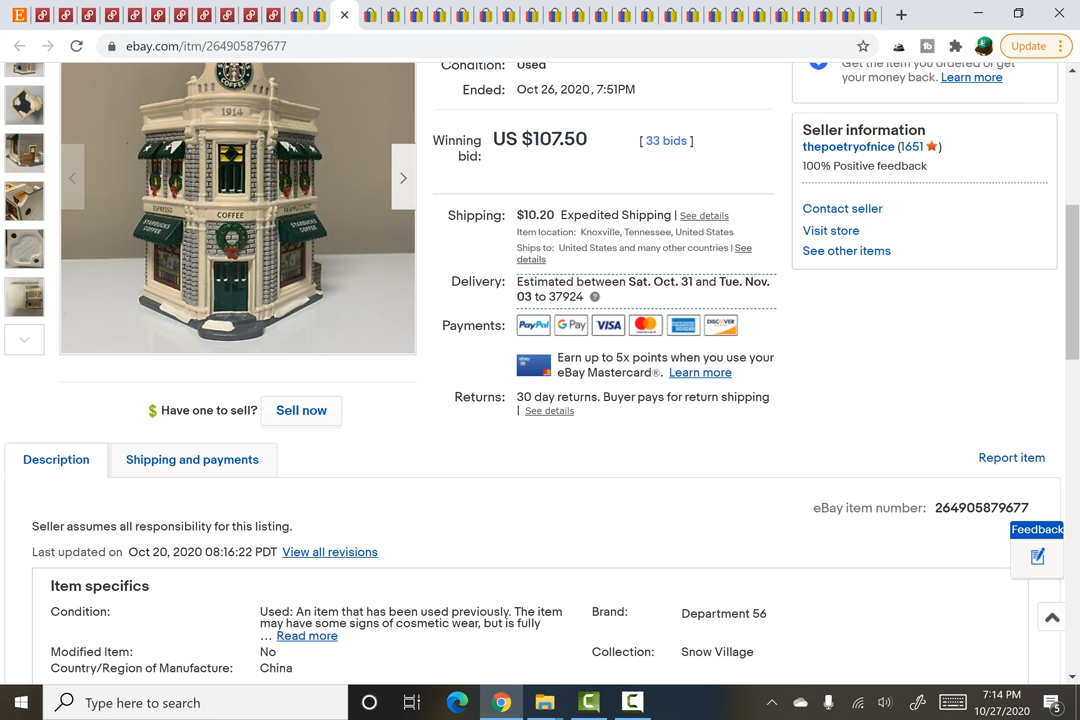 ebay.com/itm/264905879677
Update
Condition: Used
Ended: Oct 26, 2020, 7:51PM
Winning bid: US $107.50 [ 33 bids ]
Shipping: $10.20 Expedited Shipping | See details
Item location: Knoxville, Tennessee, United States
Ships to: United States and many other countries | See
details
Delivery: Estimated between Sat. Oct. 31 and Tue. Nov.
03 to 37924
Payments: PayPal G Pay VISA DISCOVER
Earn up to 5x points when you use your
eBay Mastercard®. Learn more
Returns: 30 day returns. Buyer pays for return shipping
| See details
Get the item you ordered or get
your money back. Learn more
Seller information
thepoetryofnice (1651 )
100% Positive feedback
Contact seller
Visit store
See other items
COFFEE
1914
ESPRESSO COFFEE FRAPPUCCINO
STARBUCKS COFFEE STARBUCKS COFFEE
Have one to sell? Sell now
Description Shipping and payments
Report item
eBay item number: 264905879677
Seller assumes all responsibility for this listing.
Last updated on Oct 20, 2020 08:16:22 PDT View all revisions
Feedback
Item specifics
Condition: Used: An item that has been used previously. The item
may have some signs of cosmetic wear, but is fully
... Read more
Brand: Department 56
Modified Item: No
Collection: Snow Village
Country/Region of Manufacture: China
Type here to search
7:14 PM
10/27/2020
5